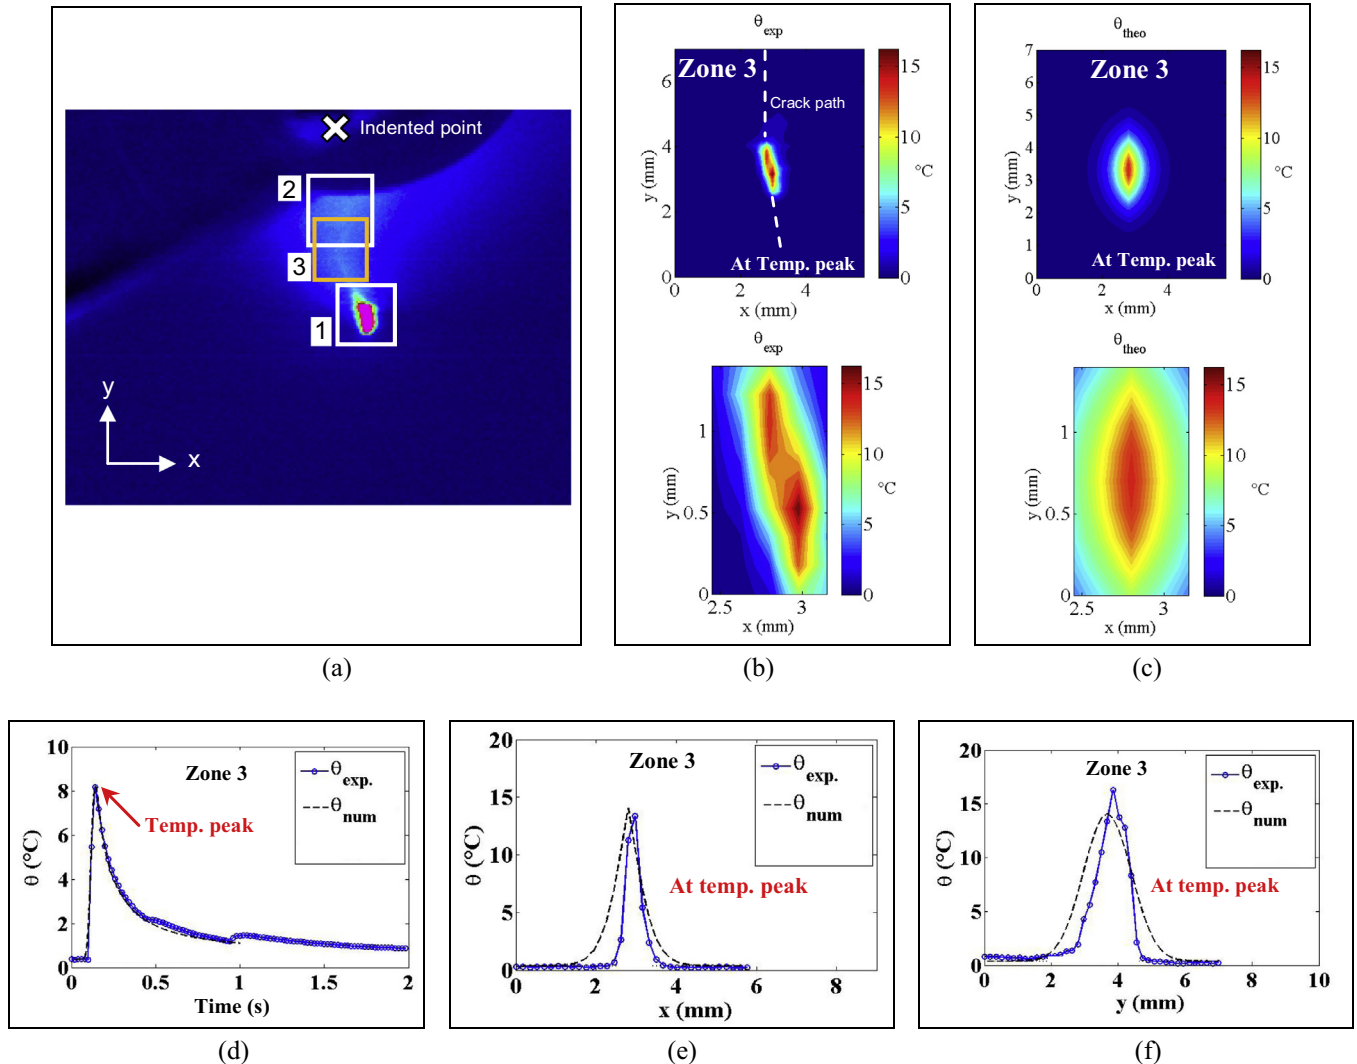 Indented point
2
3
1
y
x
(a)
θexp
Zone 3
Crack path
At Temp. peak
6
4
2
0
0
2
4
x (mm)
y (mm)
15
10
5
0
°C
θexp
1
0.5
0
2.5
3
x (mm)
y (mm)
15
10
5
0
°C
(b)
θtheo
Zone 3
At Temp. peak
7
6
5
4
3
2
1
0
0
2
4
x (mm)
y (mm)
15
10
5
0
°C
θtheo
1
0.5
0
2.5
3
x (mm)
y (mm)
15
10
5
0
°C
(c)
10
8
6
4
2
0
θ (°C)
Zone 3
θexp.
θnum
Temp. peak
0
0.5
1
1.5
2
Time (s)
(d)
20
15
10
5
0
θ (°C)
Zone 3
θexp.
θnum
At temp. peak
0
2
4
6
8
x (mm)
(e)
20
15
10
5
0
θ (°C)
Zone 3
θexp.
θnum
At temp. peak
0
2
4
6
8
10
y (mm)
(f)